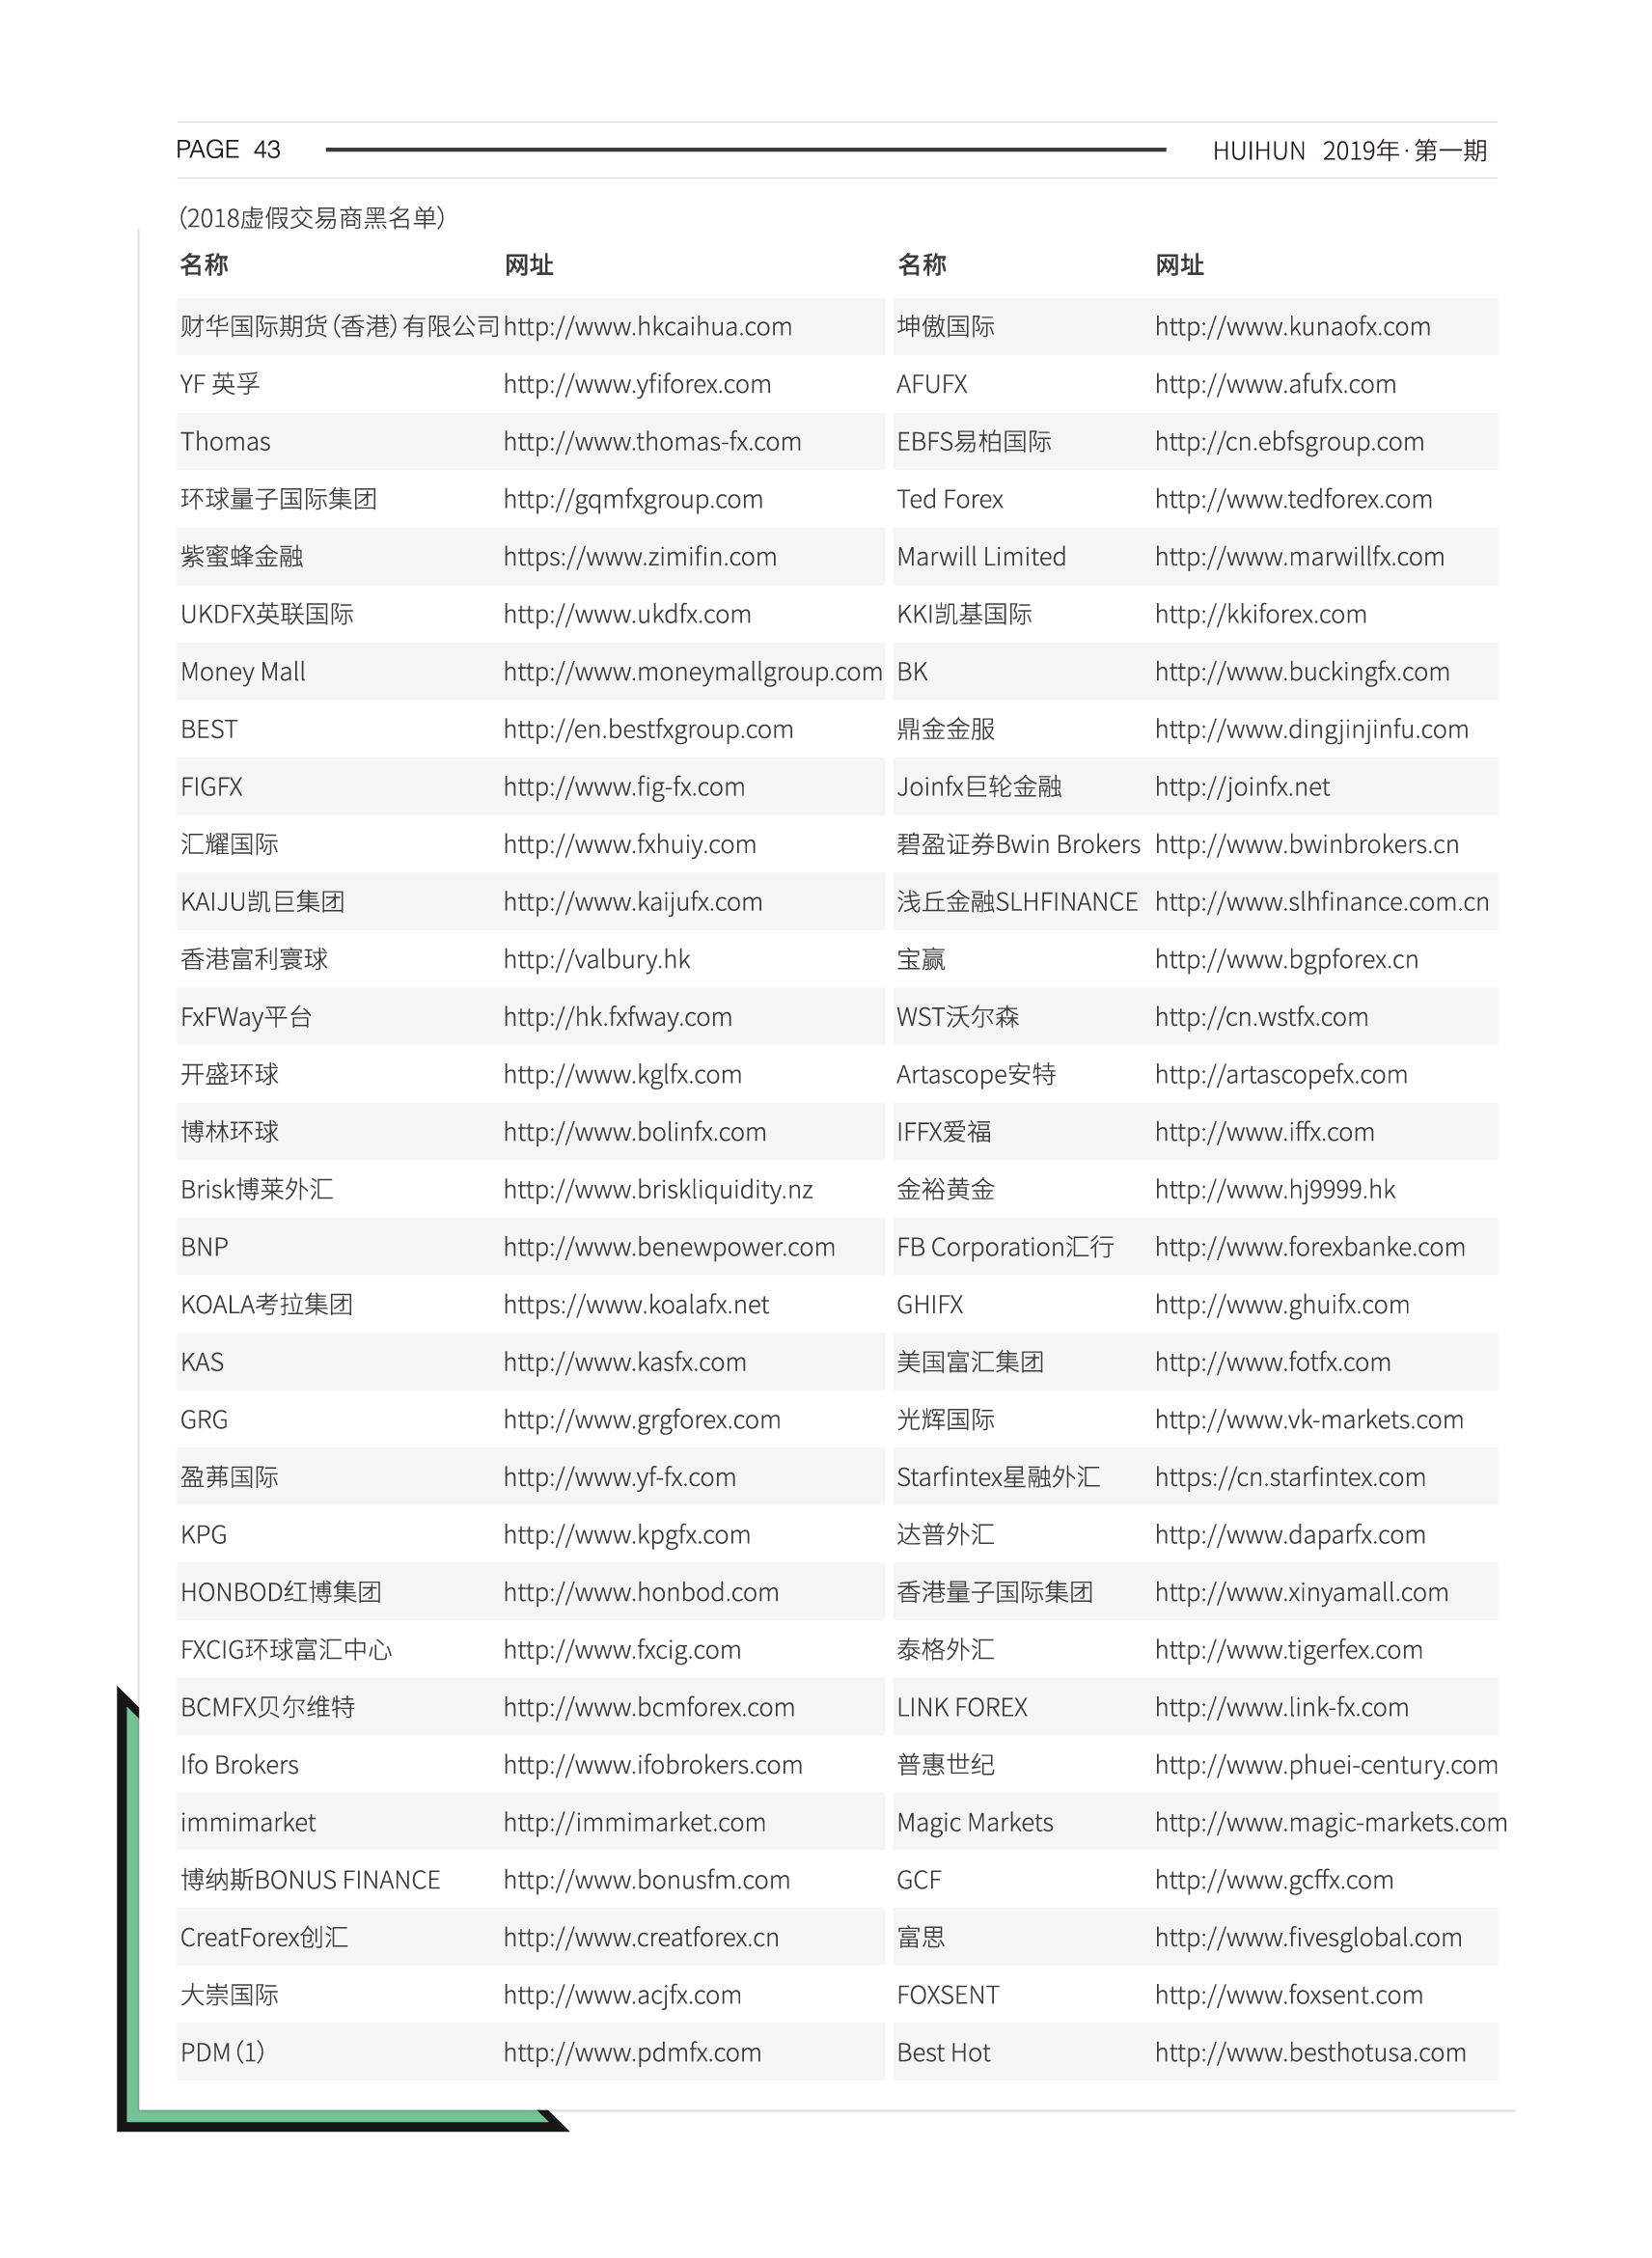 PAGE 43
HUIHUN 2019年·第一期
（2018虚假交易商黑名单）
名称 网址 名称 网址
财华国际期货（香港）有限公司 http://www.hkcaihua.com 坤傲国际 http://www.kunaofx.com
YF 英孚 http://www.yfiforex.com AFUFX http://www.afufx.com
Thomas http://www.thomas-fx.com EBFS易柏国际 http://cn.ebfsgroup.com
环球量子国际集团 http://gqmfxgroup.com Ted Forex http://www.tedforex.com
紫蜜蜂金融 https://www.zimifin.com Marwill Limited http://www.marwillfx.com
UKDFX英联国际 http://www.ukdfx.com KKI凯基国际 http://kkiforex.com
Money Mall http://www.moneymallgroup.com BK http://www.buckingfx.com
BEST http://en.bestfxgroup.com 鼎金金服 http://www.dingjinjinfu.com
FIGFX http://www.fig-fx.com Joinfx巨轮金融 http://joinfx.net
汇耀国际 http://www.fxhuiy.com 碧盈证券Bwin Brokers http://www.bwinbrokers.cn
KAIJU凯巨集团 http://www.kaijufx.com 浅丘金融SLHFINANCE http://www.slhfinance.com.cn
香港富利寰球 http://valbury.hk 宝赢 http://www.bgpforex.cn
FxFWay平台 http://hk.fxfway.com WST沃尔森 http://cn.wstfx.com
开盛环球 http://www.kglfx.com Artascope安特 http://artascopefx.com
博林环球 http://www.bolinfx.com IFFX爱福 http://www.iffx.com
Brisk博莱外汇 http://www.briskliquidity.nz 金裕黄金 http://www.hj9999.hk
BNP http://www.benewpower.com FB Corporation汇行 http://www.forexbanke.com
KOALA考拉集团 https://www.koalafx.net GHIFX http://www.ghuifx.com
KAS http://www.kasfx.com 美国富汇集团 http://www.fotfx.com
GRG http://www.grgforex.com 光辉国际 http://www.vk-markets.com
盈茀国际 http://www.yf-fx.com Starfintex星融外汇 https://cn.starfintex.com
KPG http://www.kpgfx.com 达普外汇 http://www.daparfx.com
HONBOD红博集团 http://www.honbod.com 香港量子国际集团 http://www.xinyamall.com
FXCIG环球富汇中心 http://www.fxcig.com 泰格外汇 http://www.tigerfex.com
BCMFX贝尔维特 http://www.bcmforex.com LINK FOREX http://www.link-fx.com
Ifo Brokers http://www.ifobrokers.com 普惠世纪 http://www.phuei-century.com
immimarket http://immimarket.com Magic Markets http://www.magic-markets.com
博纳斯BONUS FINANCE http://www.bonusfm.com GCF http://www.gcffx.com
CreatForex创汇 http://www.creatforex.cn 富思 http://www.fivesglobal.com
大崇国际 http://www.acjfx.com FOXSENT http://www.foxsent.com
PDM（1） http://www.pdmfx.com Best Hot http://www.besthotusa.com